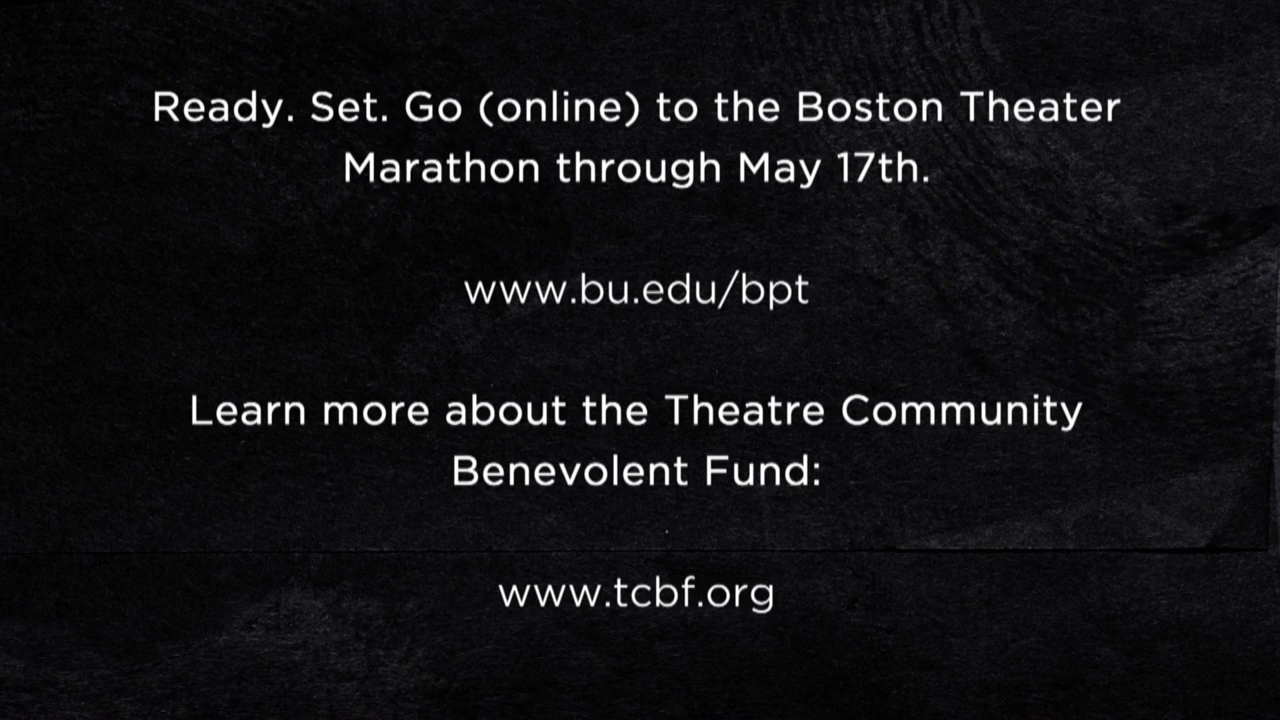 Ready. Set. Go (online) to the Boston Theater
Marathon through May 17th.
www.bu.edu/bpt
Learn more about the Theatre Community
Benevolent Fund:
www.tcbf.org